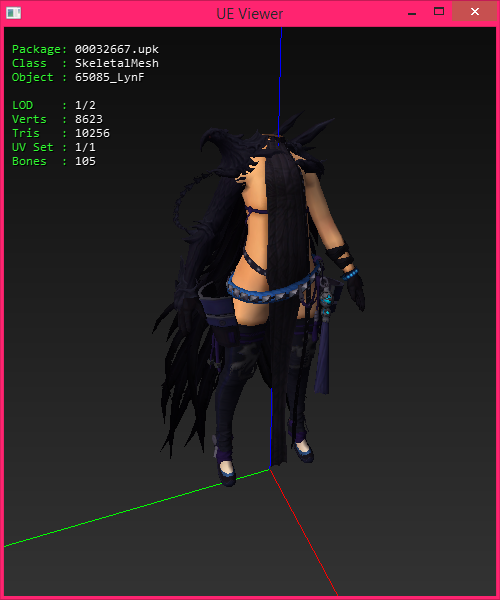 UE Viewer
Package: 00032667.upk
Class : SkeletalMesh
Object : 65085_LynF
LOD : 1/2
Verts : 8623
Tris : 10256
UV Set : 1/1
Bones : 105